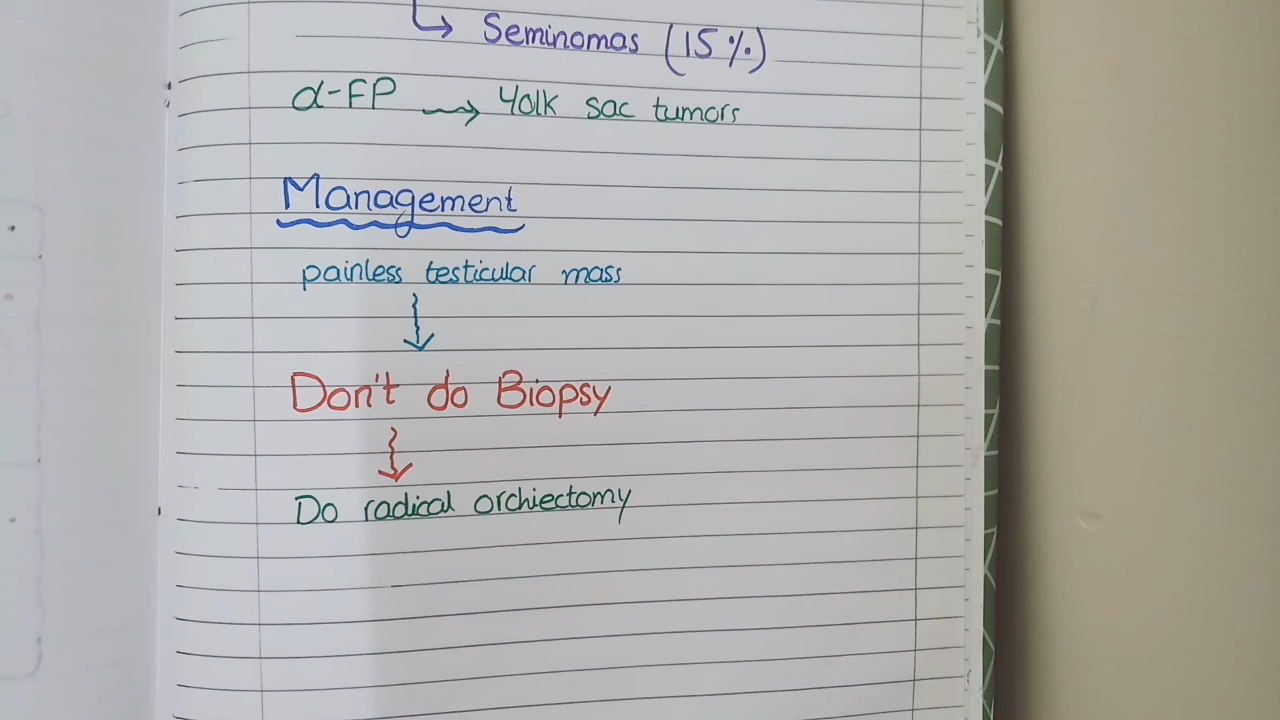 ↳ Seminomas (15%)
α-FP → Yolk sac tumors
Management
painless testicular mass
↓
Don't do Biopsy
↓
Do radical orchiectomy